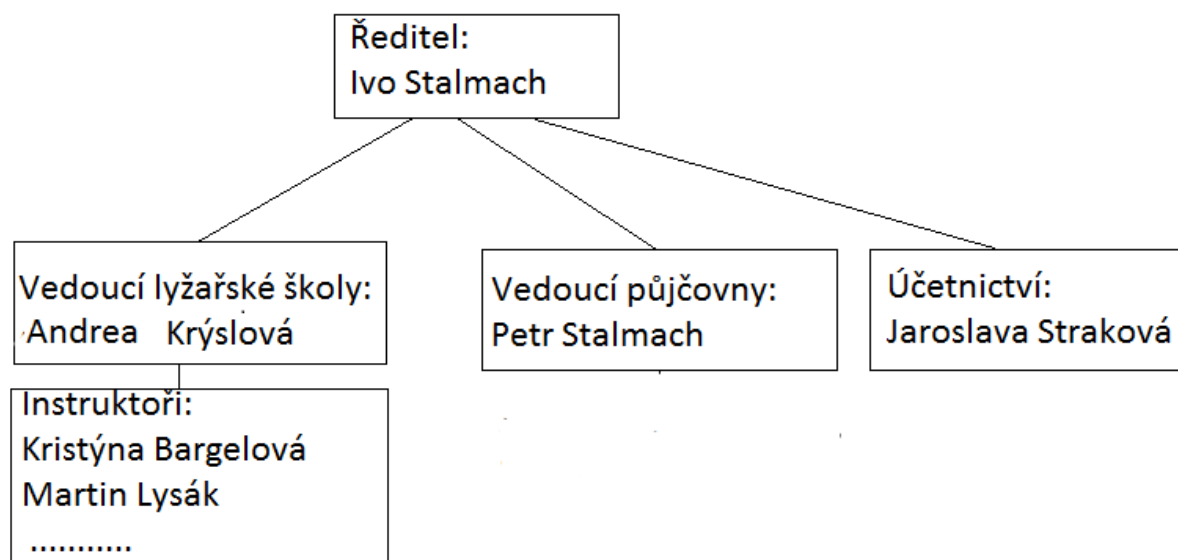 Ředitel:
Ivo Stalmach
Vedoucí lyžařské školy:
Andrea Krýslová
Vedoucí půjčovny:
Petr Stalmach
Účetnictví:
Jaroslava Straková
Instruktoři:
Kristýna Bargelová
Martin Lysák
...........